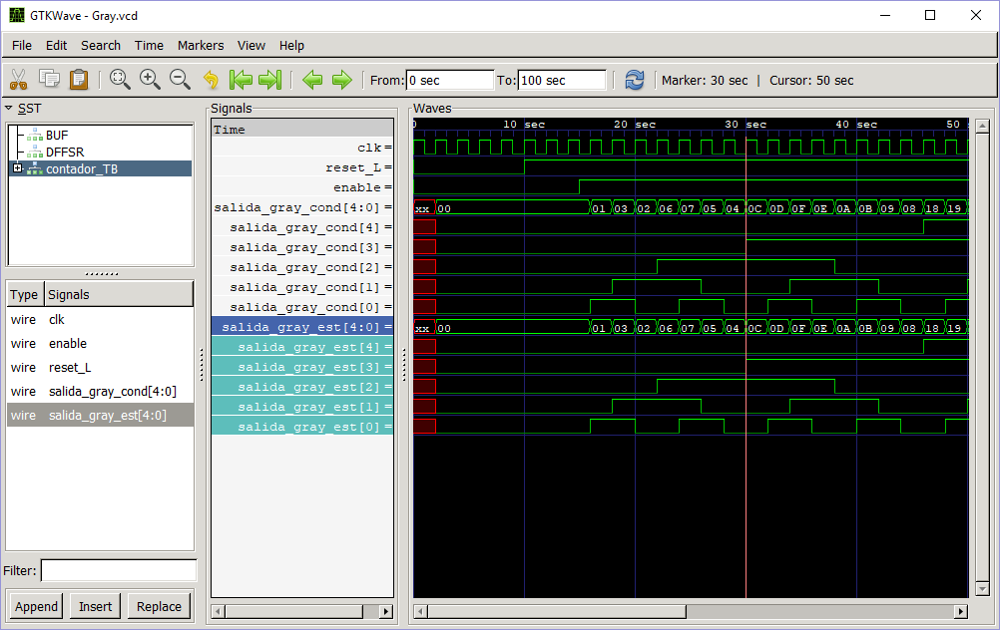 GTKWave - Gray.vcd
File Edit Search Time Markers View Help
From: 0 sec To: 100 sec Marker: 30 sec | Cursor: 50 sec
SST
BUF
DFFSR
contador_TB
Type Signals
wire clk
wire enable
wire reset_L
wire salida_gray_cond[4:0]
wire salida_gray_est[4:0]
Filter:
Append Insert Replace
Signals
Time
clk =
reset_L =
enable =
salida_gray_cond[4:0] =
salida_gray_cond[4] =
salida_gray_cond[3] =
salida_gray_cond[2] =
salida_gray_cond[1] =
salida_gray_cond[0] =
salida_gray_est[4:0] =
salida_gray_est[4] =
salida_gray_est[3] =
salida_gray_est[2] =
salida_gray_est[1] =
salida_gray_est[0] =
Waves
0 10 sec 20 sec 30 sec 40 sec 50
xx 00 01 03 02 06 07 05 04 0C 0D 0F 0E 0A 0B 09 08 18 19
xx 00 01 03 02 06 07 05 04 0C 0D 0F 0E 0A 0B 09 08 18 19